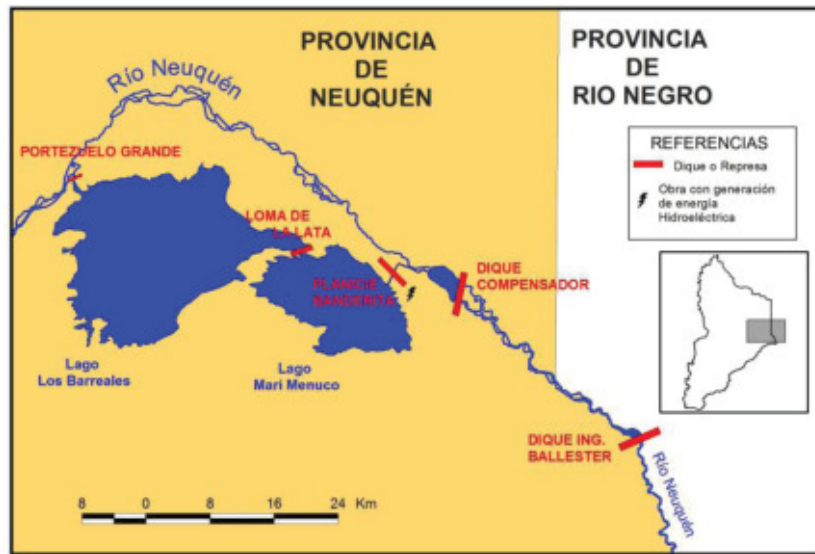 PROVINCIA
DE
NEUQUÉN
PROVINCIA
DE
RIO NEGRO
Río Neuquén
PORTEZUELO GRANDE
LOMA DE
LA LATA
PLANICIE
BANDERITA
DIQUE
COMPENSADOR
REFERENCIAS
Dique o Represa
Obra con generación
de energía
Hidroeléctrica
Lago
Los Barreales
Lago
Mari Menuco
DIQUE ING.
BALLESTER
Río Neuquén
8 0 8 16 24 Km